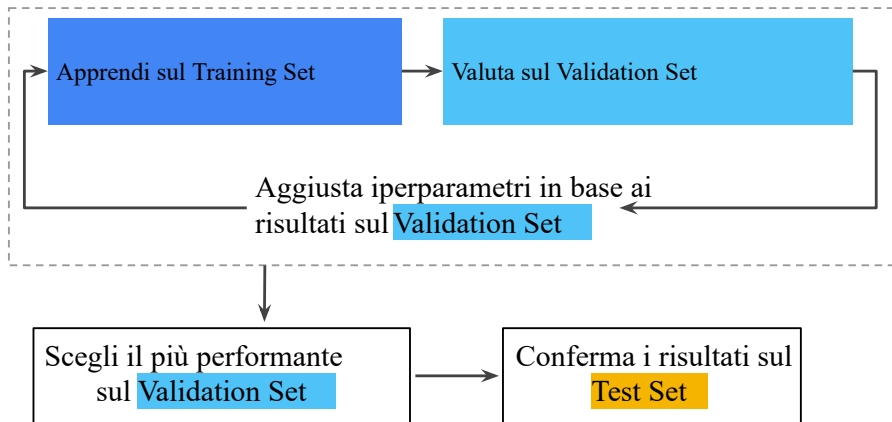 Apprendi sul Training Set
Valuta sul Validation Set
Aggiusta iperparametri in base ai
risultati sul Validation Set
Scegli il più performante
sul Validation Set
Conferma i risultati sul
Test Set